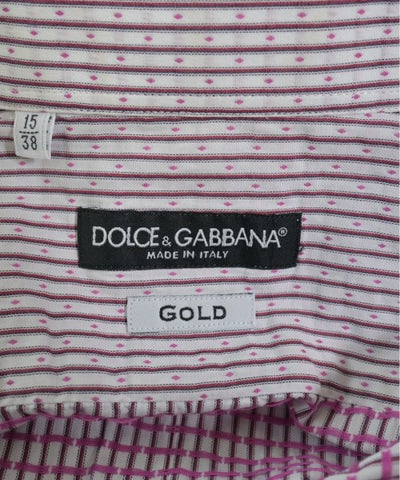 15
38
DOLCE & GABBANA®
MADE IN ITALY
GOLD